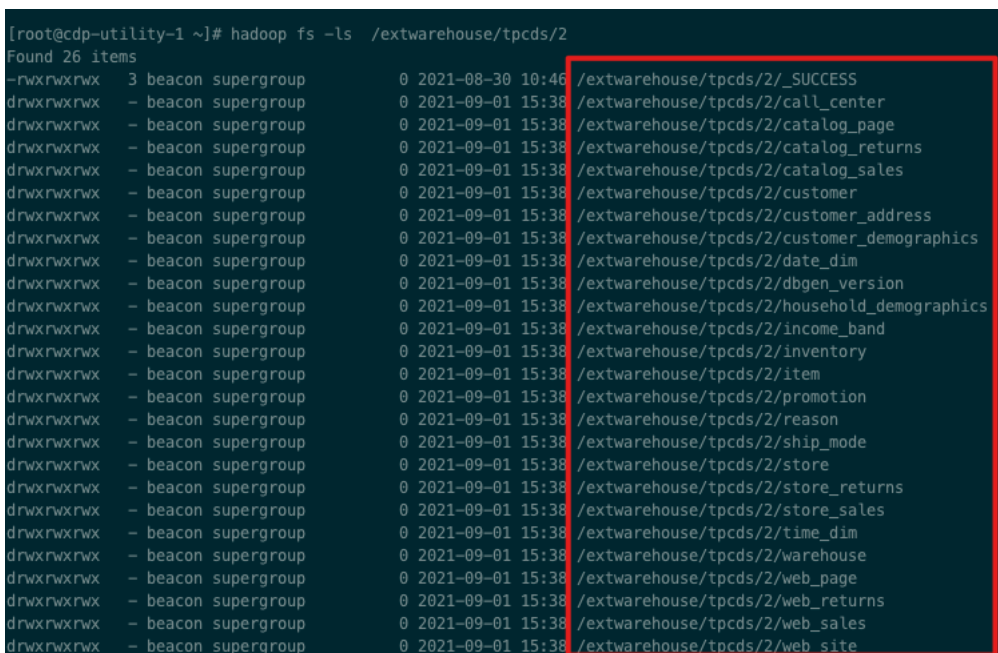 [root@cdp-utility-1 ~]# hadoop fs -ls  /extwarehouse/tpcds/2
Found 26 items
-rwxrwxrwx   3 beacon supergroup          0 2021-08-30 10:46 /extwarehouse/tpcds/2/_SUCCESS
drwxrwxrwx   - beacon supergroup          0 2021-09-01 15:38 /extwarehouse/tpcds/2/call_center
drwxrwxrwx   - beacon supergroup          0 2021-09-01 15:38 /extwarehouse/tpcds/2/catalog_page
drwxrwxrwx   - beacon supergroup          0 2021-09-01 15:38 /extwarehouse/tpcds/2/catalog_returns
drwxrwxrwx   - beacon supergroup          0 2021-09-01 15:38 /extwarehouse/tpcds/2/catalog_sales
drwxrwxrwx   - beacon supergroup          0 2021-09-01 15:38 /extwarehouse/tpcds/2/customer
drwxrwxrwx   - beacon supergroup          0 2021-09-01 15:38 /extwarehouse/tpcds/2/customer_address
drwxrwxrwx   - beacon supergroup          0 2021-09-01 15:38 /extwarehouse/tpcds/2/customer_demographics
drwxrwxrwx   - beacon supergroup          0 2021-09-01 15:38 /extwarehouse/tpcds/2/date_dim
drwxrwxrwx   - beacon supergroup          0 2021-09-01 15:38 /extwarehouse/tpcds/2/dbgen_version
drwxrwxrwx   - beacon supergroup          0 2021-09-01 15:38 /extwarehouse/tpcds/2/household_demographics
drwxrwxrwx   - beacon supergroup          0 2021-09-01 15:38 /extwarehouse/tpcds/2/income_band
drwxrwxrwx   - beacon supergroup          0 2021-09-01 15:38 /extwarehouse/tpcds/2/inventory
drwxrwxrwx   - beacon supergroup          0 2021-09-01 15:38 /extwarehouse/tpcds/2/item
drwxrwxrwx   - beacon supergroup          0 2021-09-01 15:38 /extwarehouse/tpcds/2/promotion
drwxrwxrwx   - beacon supergroup          0 2021-09-01 15:38 /extwarehouse/tpcds/2/reason
drwxrwxrwx   - beacon supergroup          0 2021-09-01 15:38 /extwarehouse/tpcds/2/ship_mode
drwxrwxrwx   - beacon supergroup          0 2021-09-01 15:38 /extwarehouse/tpcds/2/store
drwxrwxrwx   - beacon supergroup          0 2021-09-01 15:38 /extwarehouse/tpcds/2/store_returns
drwxrwxrwx   - beacon supergroup          0 2021-09-01 15:38 /extwarehouse/tpcds/2/store_sales
drwxrwxrwx   - beacon supergroup          0 2021-09-01 15:38 /extwarehouse/tpcds/2/time_dim
drwxrwxrwx   - beacon supergroup          0 2021-09-01 15:38 /extwarehouse/tpcds/2/warehouse
drwxrwxrwx   - beacon supergroup          0 2021-09-01 15:38 /extwarehouse/tpcds/2/web_page
drwxrwxrwx   - beacon supergroup          0 2021-09-01 15:38 /extwarehouse/tpcds/2/web_returns
drwxrwxrwx   - beacon supergroup          0 2021-09-01 15:38 /extwarehouse/tpcds/2/web_sales
drwxrwxrwx   - beacon supergroup          0 2021-09-01 15:38 /extwarehouse/tpcds/2/web_site